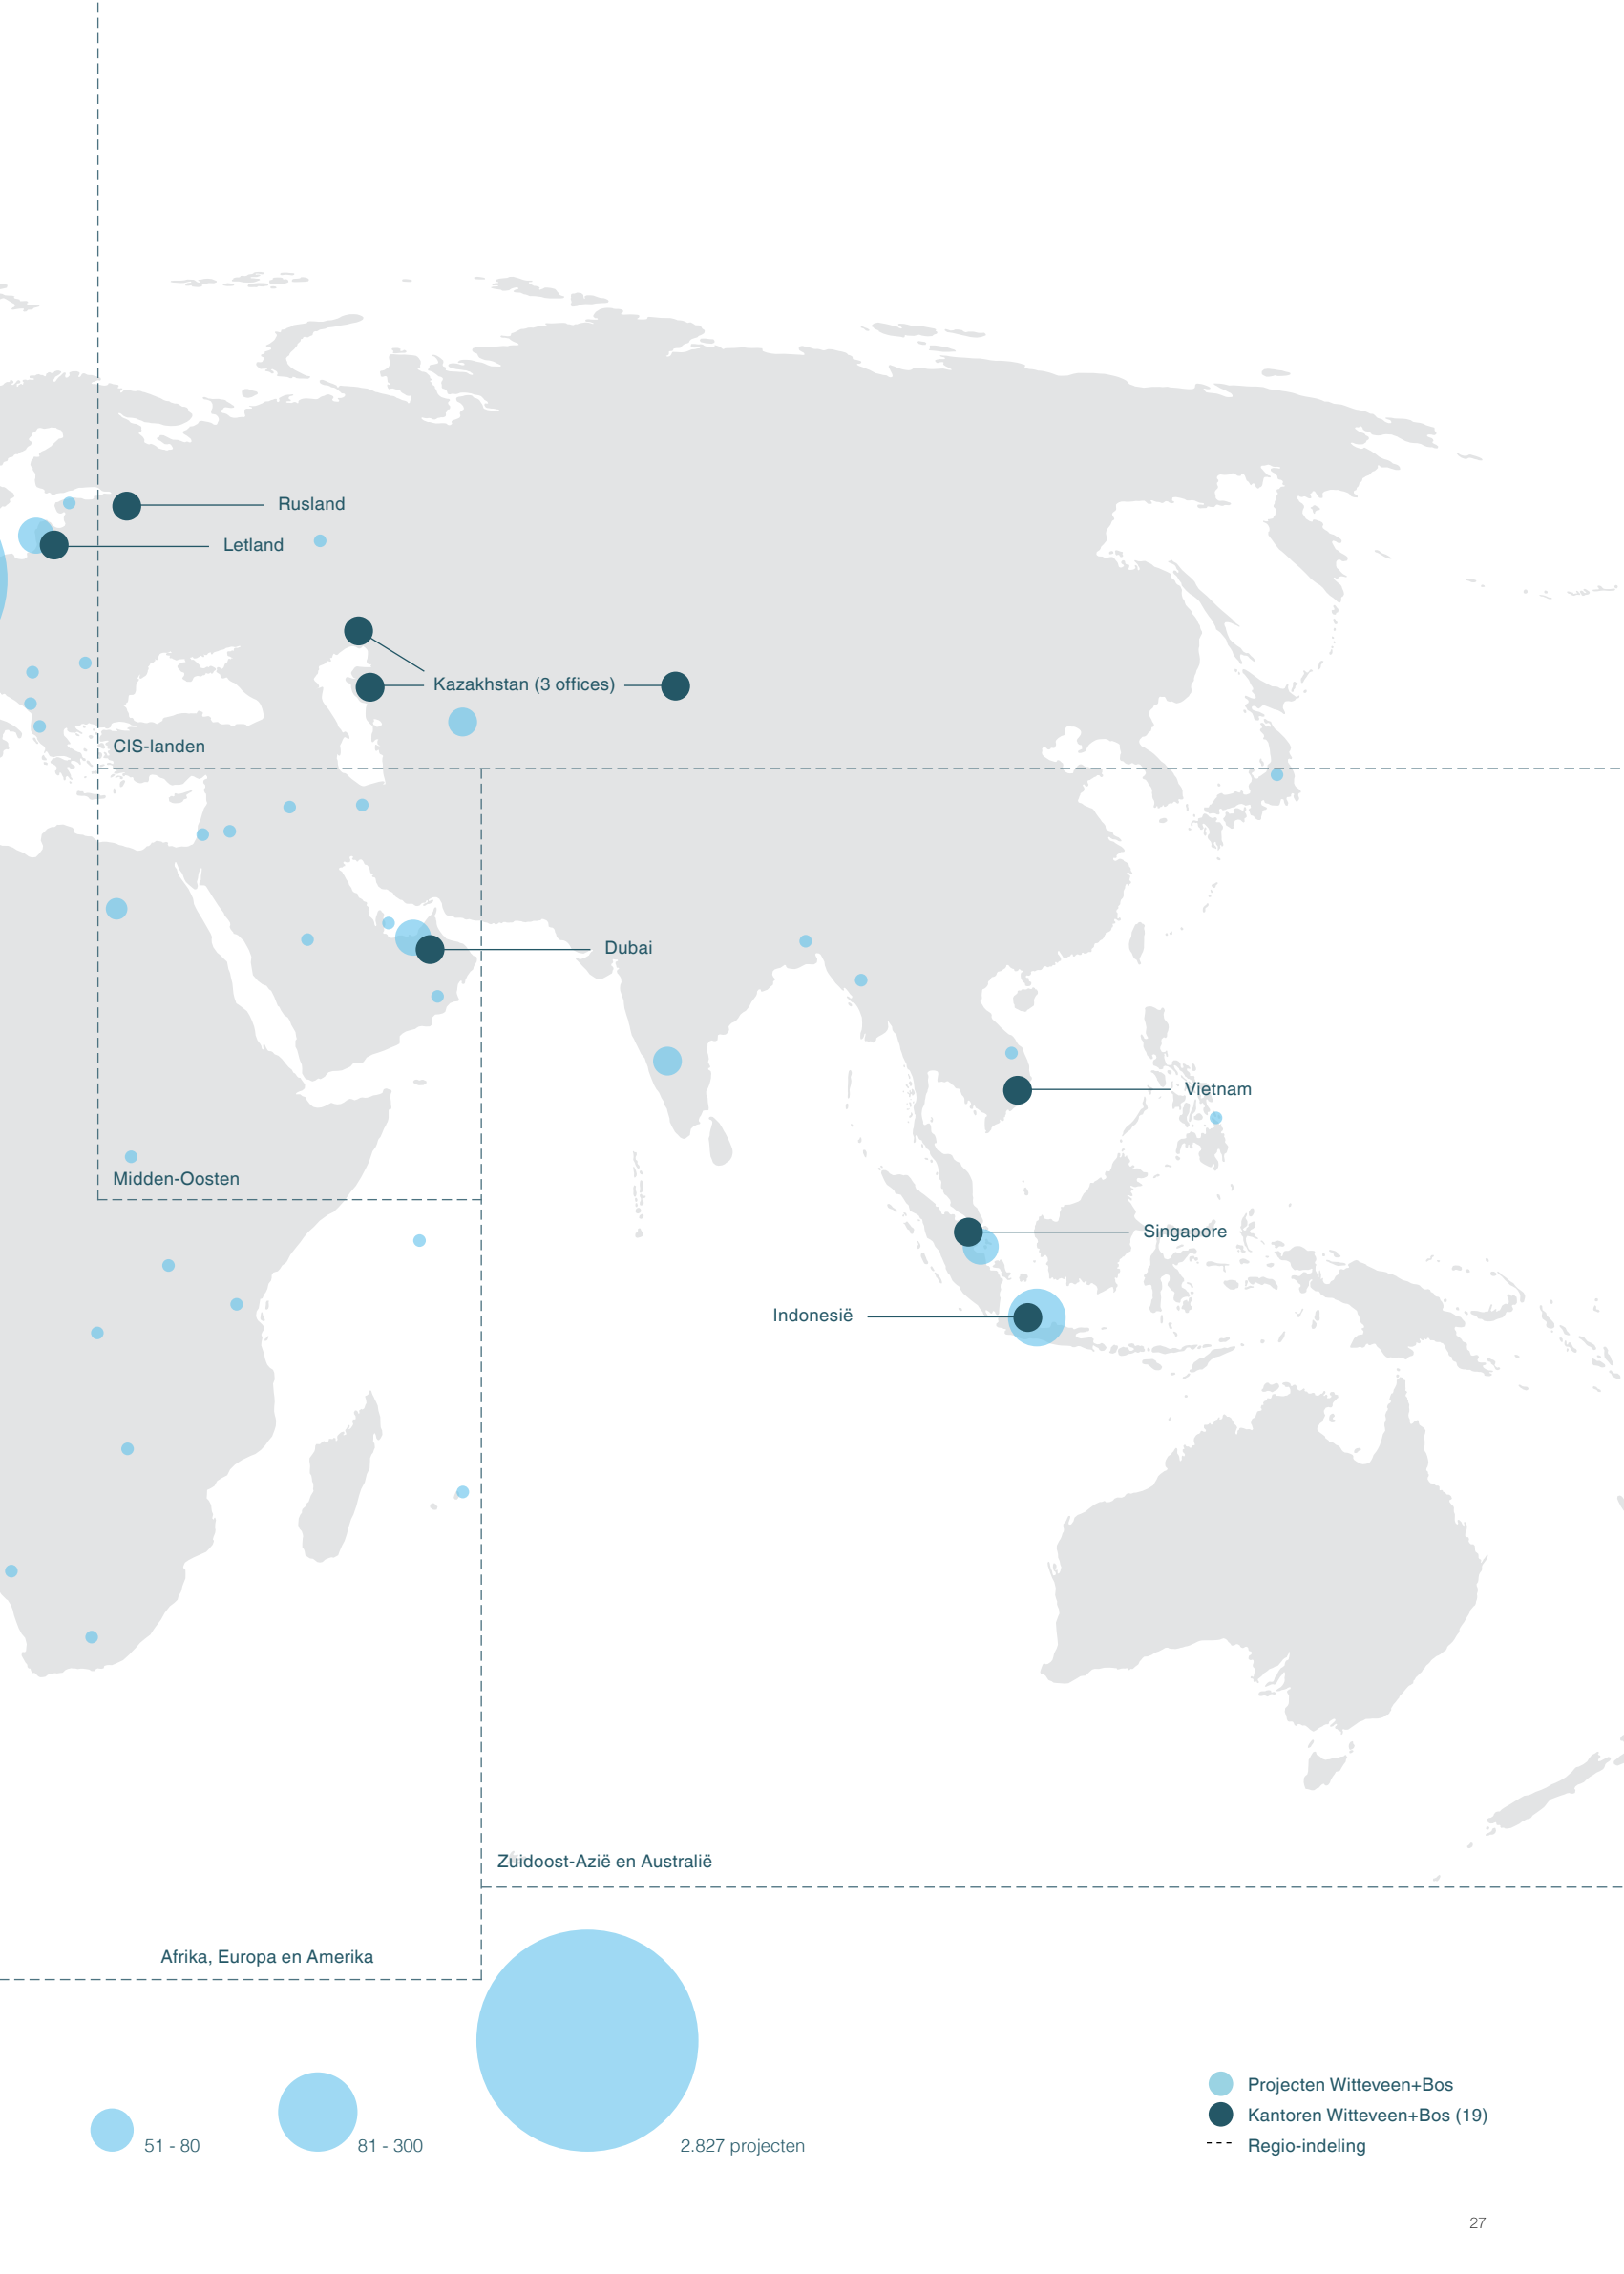 Rusland
Letland
Kazakhstan (3 offices)
CIS-landen
Dubai
Vietnam
Midden-Oosten
Singapore
Indonesië
Zuidoost-Azië en Australië
Afrika, Europa en Amerika
51 - 80
81 - 300
2.827 projecten
Projecten Witteveen+Bos
Kantoren Witteveen+Bos (19)
Regio-indeling
27